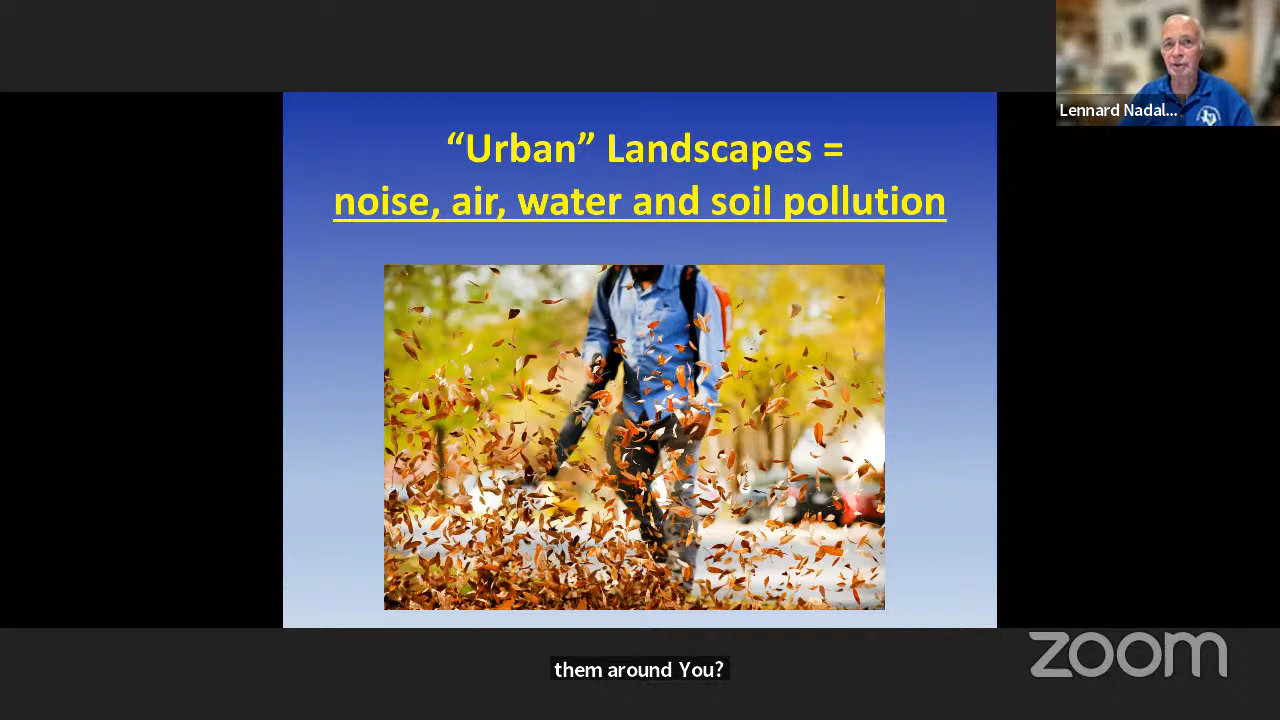 Lennard Nadal...
“Urban” Landscapes =
noise, air, water and soil pollution
them around You?
zoom